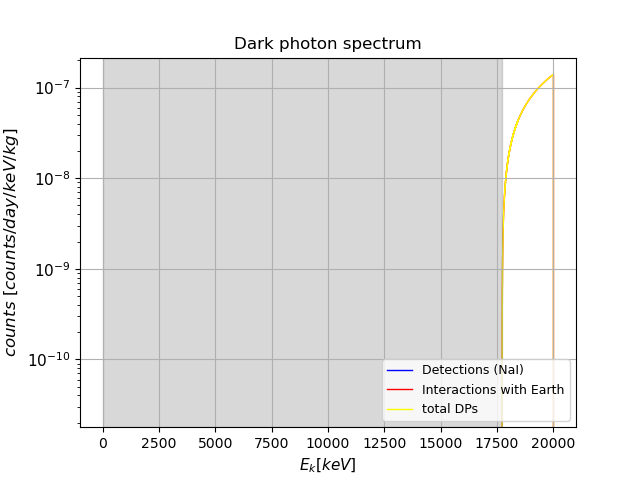 Dark photon spectrum
counts [counts/day/keV/kg]
10⁻⁷
10⁻⁸
10⁻⁹
10⁻¹⁰
Detections (NaI)
Interactions with Earth
total DPs
0 2500 5000 7500 10000 12500 15000 17500 20000
E_k[keV]